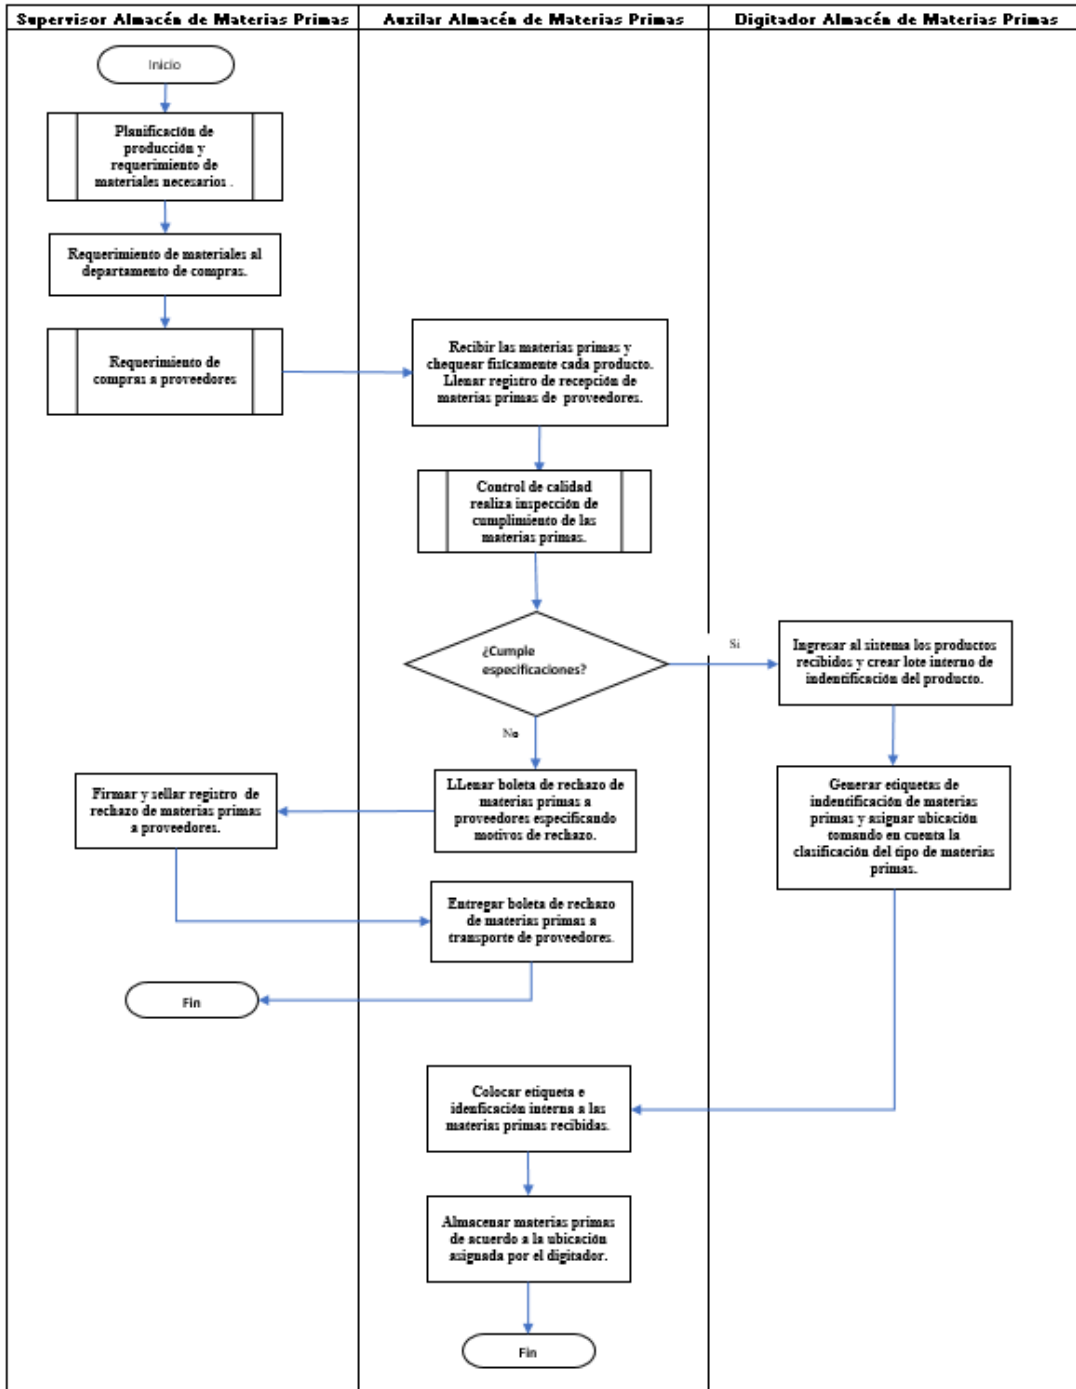 Supervisor Almacén de Materias Primas
Auxilar Almacén de Materias Primas
Digitador Almacén de Materias Primas
Inicio
Planificación de
producción y
requerimiento de
materiales necesarios .
Requerimiento de materiales al
departamento de compras.
Requerimiento de
compras a proveedores
Recibir las materias primas y
chequear fisicamente cada producto.
Llenar registro de recepción de
materias primas de proveedores.
Control de calidad
realiza inspección de
cumplimiento de las
materias primas.
¿Cumple
especificaciones?
Si
Ingresar al sistema los productos
recibidos y crear lote interno de
indentificación del producto.
No
Generar etiquetas de
indentificación de materias
primas y asignar ubicación
tomando en cuenta la
clasificación del tipo de materias
primas.
LLenar boleta de rechazo de
materias primas a
proveedores especificando
motivos de rechazo.
Firmar y sellar registro de
rechazo de materias primas
a proveedores.
Entregar boleta de rechazo
de materias primas a
transporte de proveedores.
Fin
Colocar etiqueta e
idenficación interna a las
materias primas recibidas.
Almacenar materias primas
de acuerdo a la ubicación
asignada por el digitador.
Fin